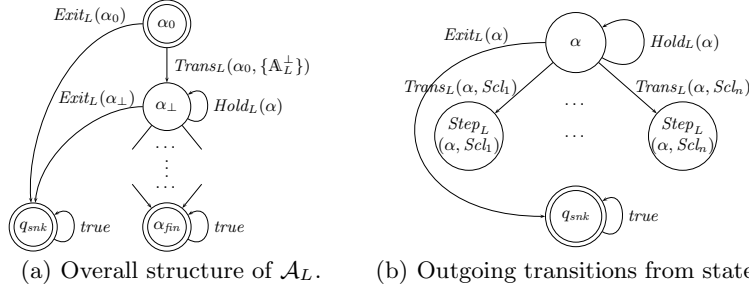 Exit_L(α_0)
α_0
Trans_L(α_0, {𝔸_L^⊥})
Exit_L(α_⊥)
α_⊥
Hold_L(α)
...
⋮
...
q_snk
true
α_fin
true
(a) Overall structure of 𝒜_L.
Exit_L(α)
α
Hold_L(α)
Trans_L(α, Scl_1)
...
Trans_L(α, Scl_n)
Step_L
(α, Scl_1)
...
Step_L
(α, Scl_n)
q_snk
true
(b) Outgoing transitions from state